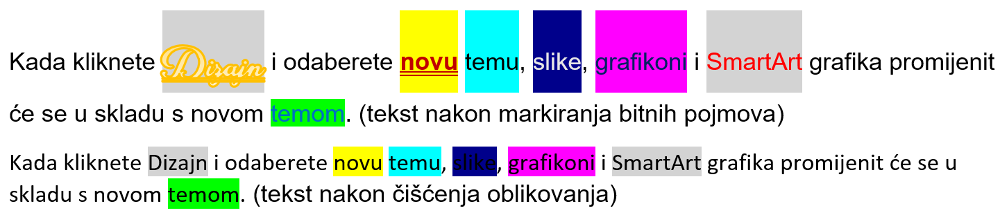 Kada kliknete Dizajn i odaberete novu temu, slike, grafikoni i SmartArt grafika promijenit
će se u skladu s novom temom. (tekst nakon markiranja bitnih pojmova)
Kada kliknete Dizajn i odaberete novu temu, slike, grafikoni i SmartArt grafika promijenit će se u
skladu s novom temom. (tekst nakon čišćenja oblikovanja)